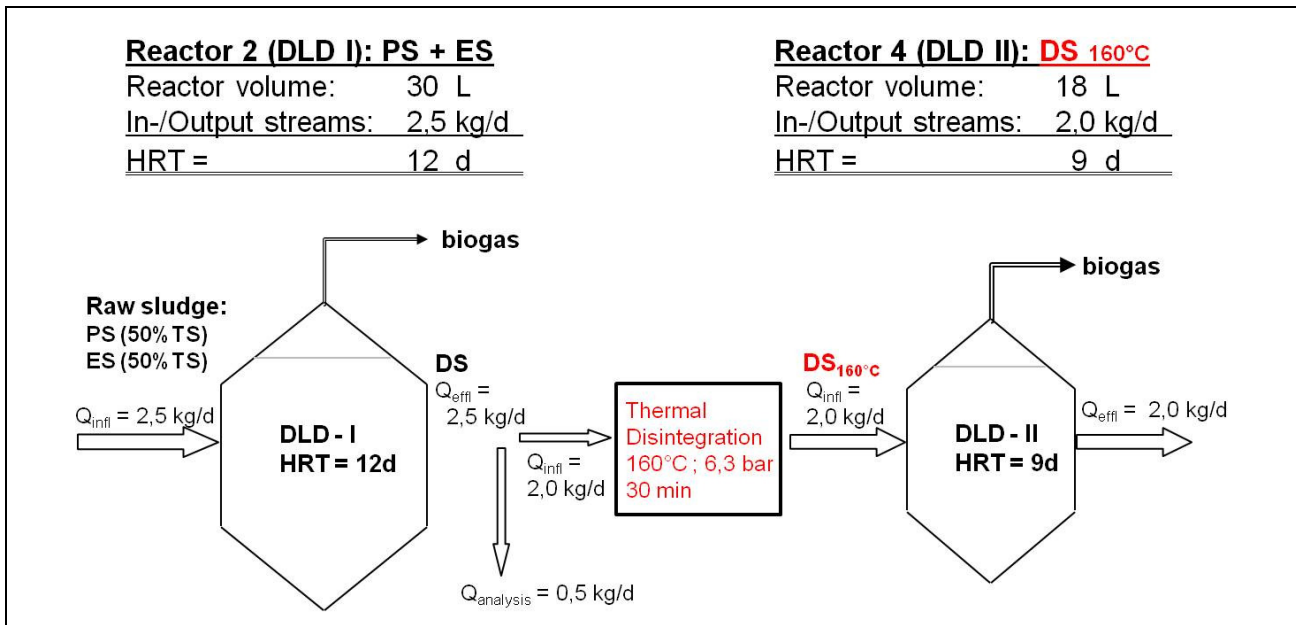 Reactor 2 (DLD I): PS + ES
Reactor volume: 30 L
In-/Output streams: 2,5 kg/d
HRT = 12 d
Reactor 4 (DLD II): DS 160°C
Reactor volume: 18 L
In-/Output streams: 2,0 kg/d
HRT = 9 d
biogas
biogas
Raw sludge:
PS (50% TS)
ES (50% TS)
Qinfl = 2,5 kg/d
DLD - I
HRT = 12d
DS
Qeffl =
2,5 kg/d
Qinfl =
2,0 kg/d
Qanalysis = 0,5 kg/d
Thermal
Disintegration
160°C ; 6,3 bar
30 min
DS160°C
Qinfl =
2,0 kg/d
DLD - II
HRT = 9d
Qeffl = 2,0 kg/d